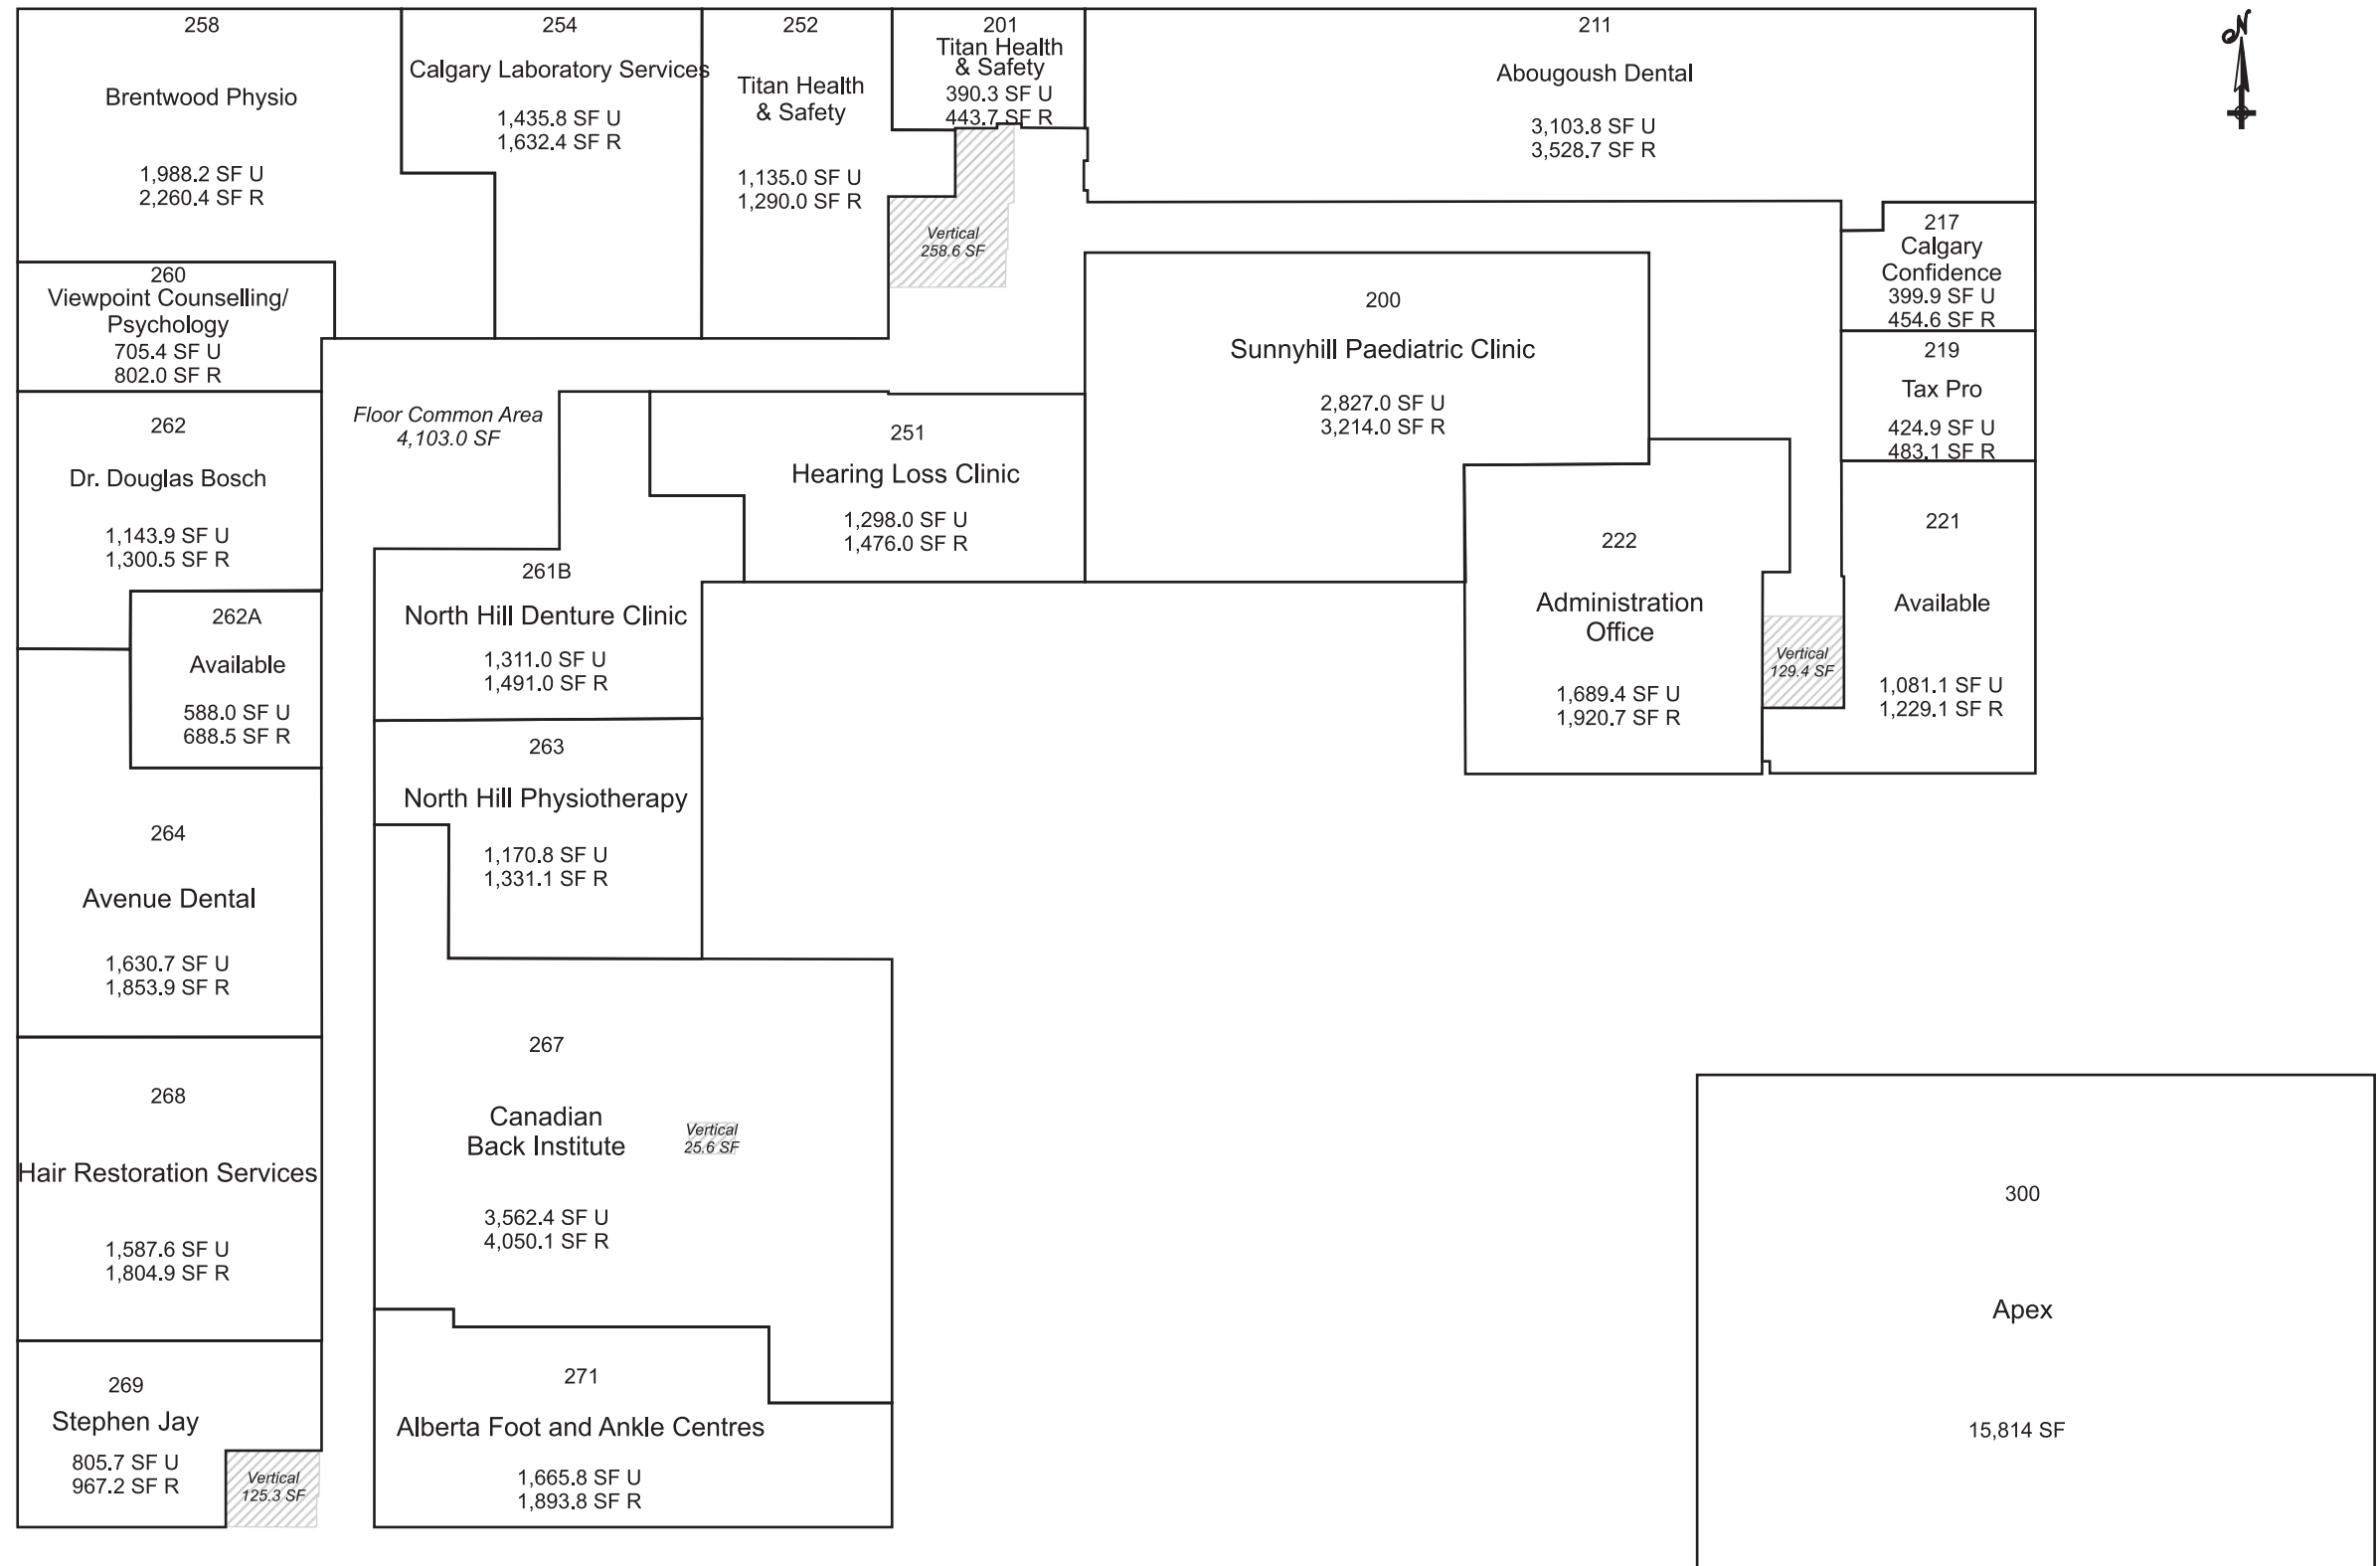 258
Brentwood Physio
1,988.2 SF U
2,260.4 SF R
254
Calgary Laboratory Services
1,435.8 SF U
1,632.4 SF R
252
Titan Health
& Safety
1,135.0 SF U
1,290.0 SF R
201
Titan Health
& Safety
390.3 SF U
443.7 SF R
211
Abougoush Dental
3,103.8 SF U
3,528.7 SF R
N
Vertical
258.6 SF
217
Calgary
Confidence
399.9 SF U
454.6 SF R
260
Viewpoint Counselling/
Psychology
705.4 SF U
802.0 SF R
200
Sunnyhill Paediatric Clinic
2,827.0 SF U
3,214.0 SF R
219
Tax Pro
424.9 SF U
483.1 SF R
262
Dr. Douglas Bosch
1,143.9 SF U
1,300.5 SF R
Floor Common Area
4,103.0 SF
251
Hearing Loss Clinic
1,298.0 SF U
1,476.0 SF R
222
Administration
Office
1,689.4 SF U
1,920.7 SF R
221
Available
1,081.1 SF U
1,229.1 SF R
Vertical
129.4 SF
261B
North Hill Denture Clinic
1,311.0 SF U
1,491.0 SF R
262A
Available
588.0 SF U
688.5 SF R
263
North Hill Physiotherapy
1,170.8 SF U
1,331.1 SF R
264
Avenue Dental
1,630.7 SF U
1,853.9 SF R
267
Canadian
Back Institute
3,562.4 SF U
4,050.1 SF R
Vertical
25.6 SF
268
Hair Restoration Services
1,587.6 SF U
1,804.9 SF R
300
Apex
15,814 SF
269
Stephen Jay
805.7 SF U
967.2 SF R
Vertical
125.3 SF
271
Alberta Foot and Ankle Centres
1,665.8 SF U
1,893.8 SF R